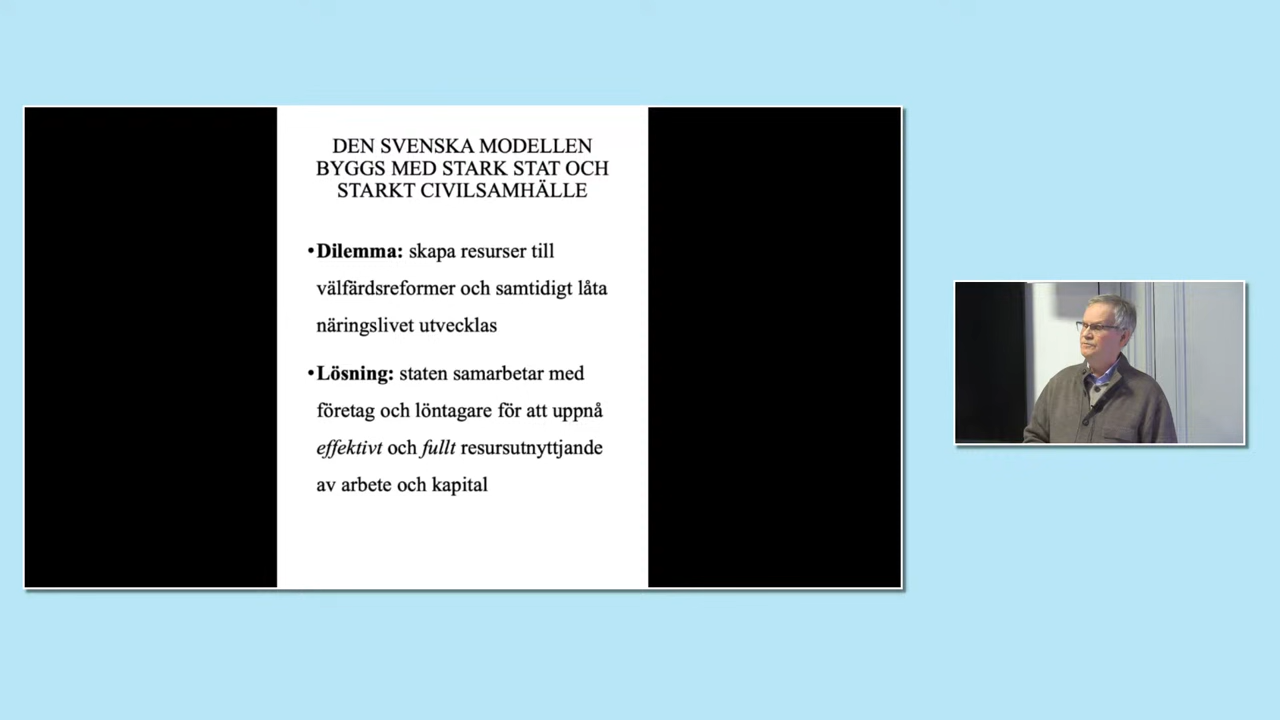 DEN SVENSKA MODELLEN
BYGGS MED STARK STAT OCH
STARKT CIVILSAMHÄLLE
•Dilemma: skapa resurser till
välfärdsreformer och samtidigt låta
näringslivet utvecklas
•Lösning: staten samarbetar med
företag och löntagare för att uppnå
effektivt och fullt resursutnyttjande
av arbete och kapital